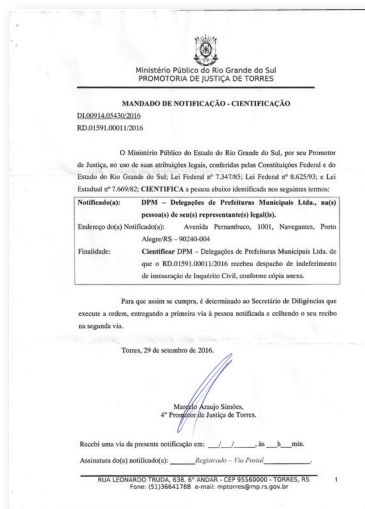 Ministério Público do Rio Grande do Sul
PROMOTORIA DE JUSTIÇA DE TORRES
MANDADO DE NOTIFICAÇÃO - CIENTIFICAÇÃO
DI.00914.05430/2016
RD.01591.00011/2016
O Ministério Público do Estado do Rio Grande do Sul, por seu Promotor
de Justiça, no uso de suas atribuições legais, conferidas pelas Constituições Federal e do
Estado do Rio Grande do Sul; Lei Federal nº 7.347/85; Lei Federal nº 8.625/93; e Lei
Estadual nº 7.669/82; CIENTIFICA a pessoa abaixo identificada nos seguintes termos:
Notificado(a): DPM – Delegações de Prefeituras Municipais Ltda., na(s)
pessoa(s) de seu(s) representante(s) legal(is).
Endereço do(a) Notificado(a): Avenida Pernambuco, 1001, Navegantes, Porto
Alegre/RS – 90240-004
Finalidade: Cientificar DPM – Delegações de Prefeituras Municipais Ltda. de
que o RD.01591.00011/2016 recebeu despacho de indeferimento
de instauração de Inquérito Civil, conforme cópia anexa.
Para que assim se cumpra, é determinado ao Secretário de Diligências que
execute a ordem, entregando a primeira via à pessoa notificada e colhendo o seu recibo
na segunda via.
Torres, 29 de setembro de 2016.
Marcelo Araujo Simões,
4º Promotor de Justiça de Torres.
Recebi uma via da presente notificação em: ___/___/_____, às ___h___min.
Assinatura do(a) notificado(a): ______Registrado – Via Postal____________.
RUA LEONARDO TRUDA, 638, 6° ANDAR - CEP 95560000 - TORRES, RS 1
Fone: (51)36641788 e-mail: mptorres@mp.rs.gov.br